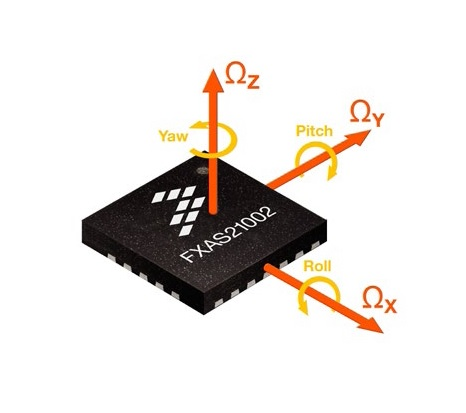 ΩZ
Yaw
Pitch
ΩY
FXAS21002
Roll
ΩX